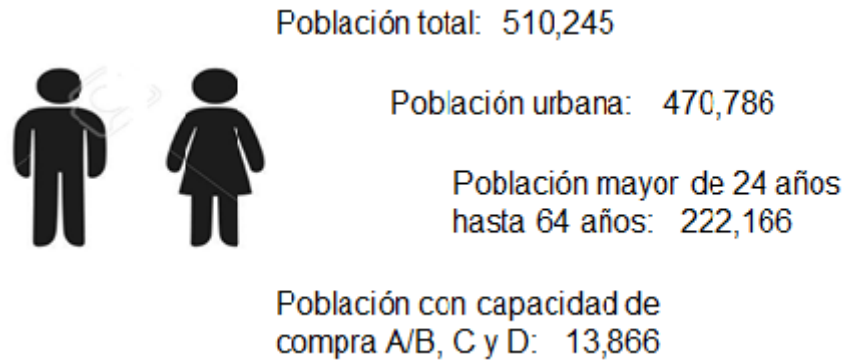 Población total: 510,245
Población urbana: 470,786
Población mayor de 24 años
hasta 64 años: 222,166
Población con capacidad de
compra A/B, C y D: 13,866